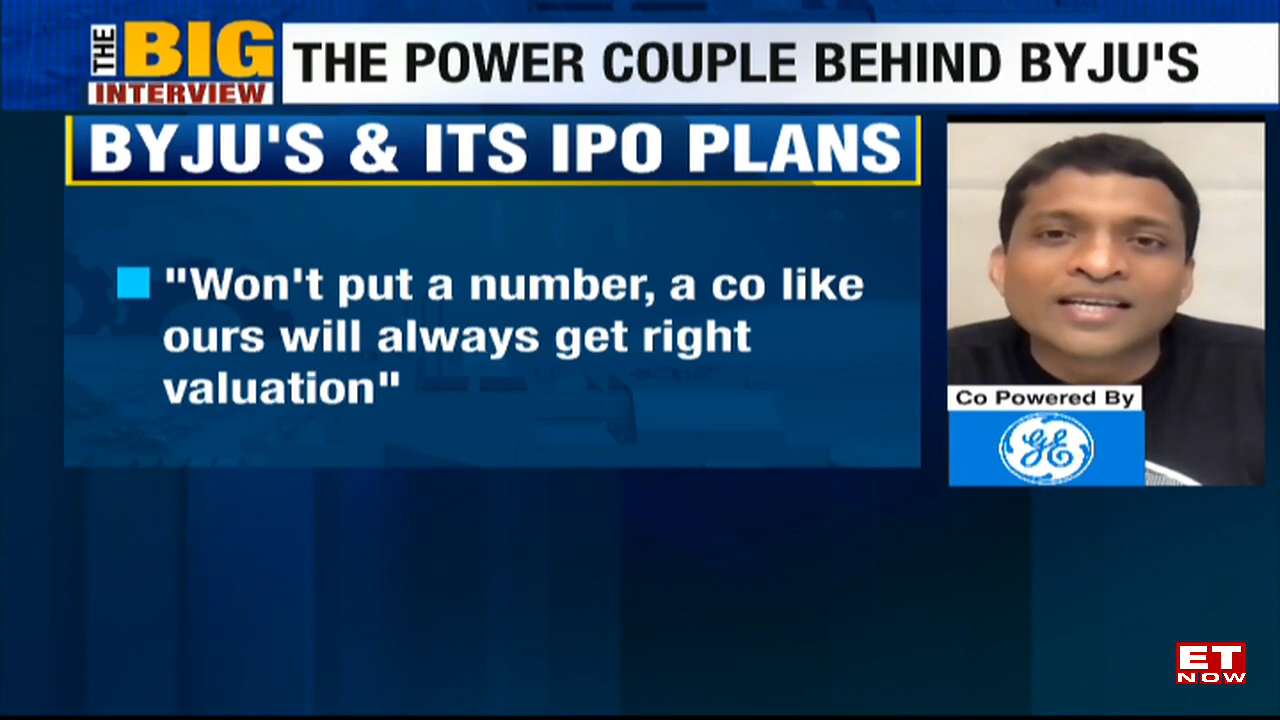 THE
BIG
INTERVIEW
THE POWER COUPLE BEHIND BYJU'S
BYJU'S & ITS IPO PLANS
"Won't put a number, a co like
ours will always get right
valuation"
Co Powered By
GE
ET
NOW